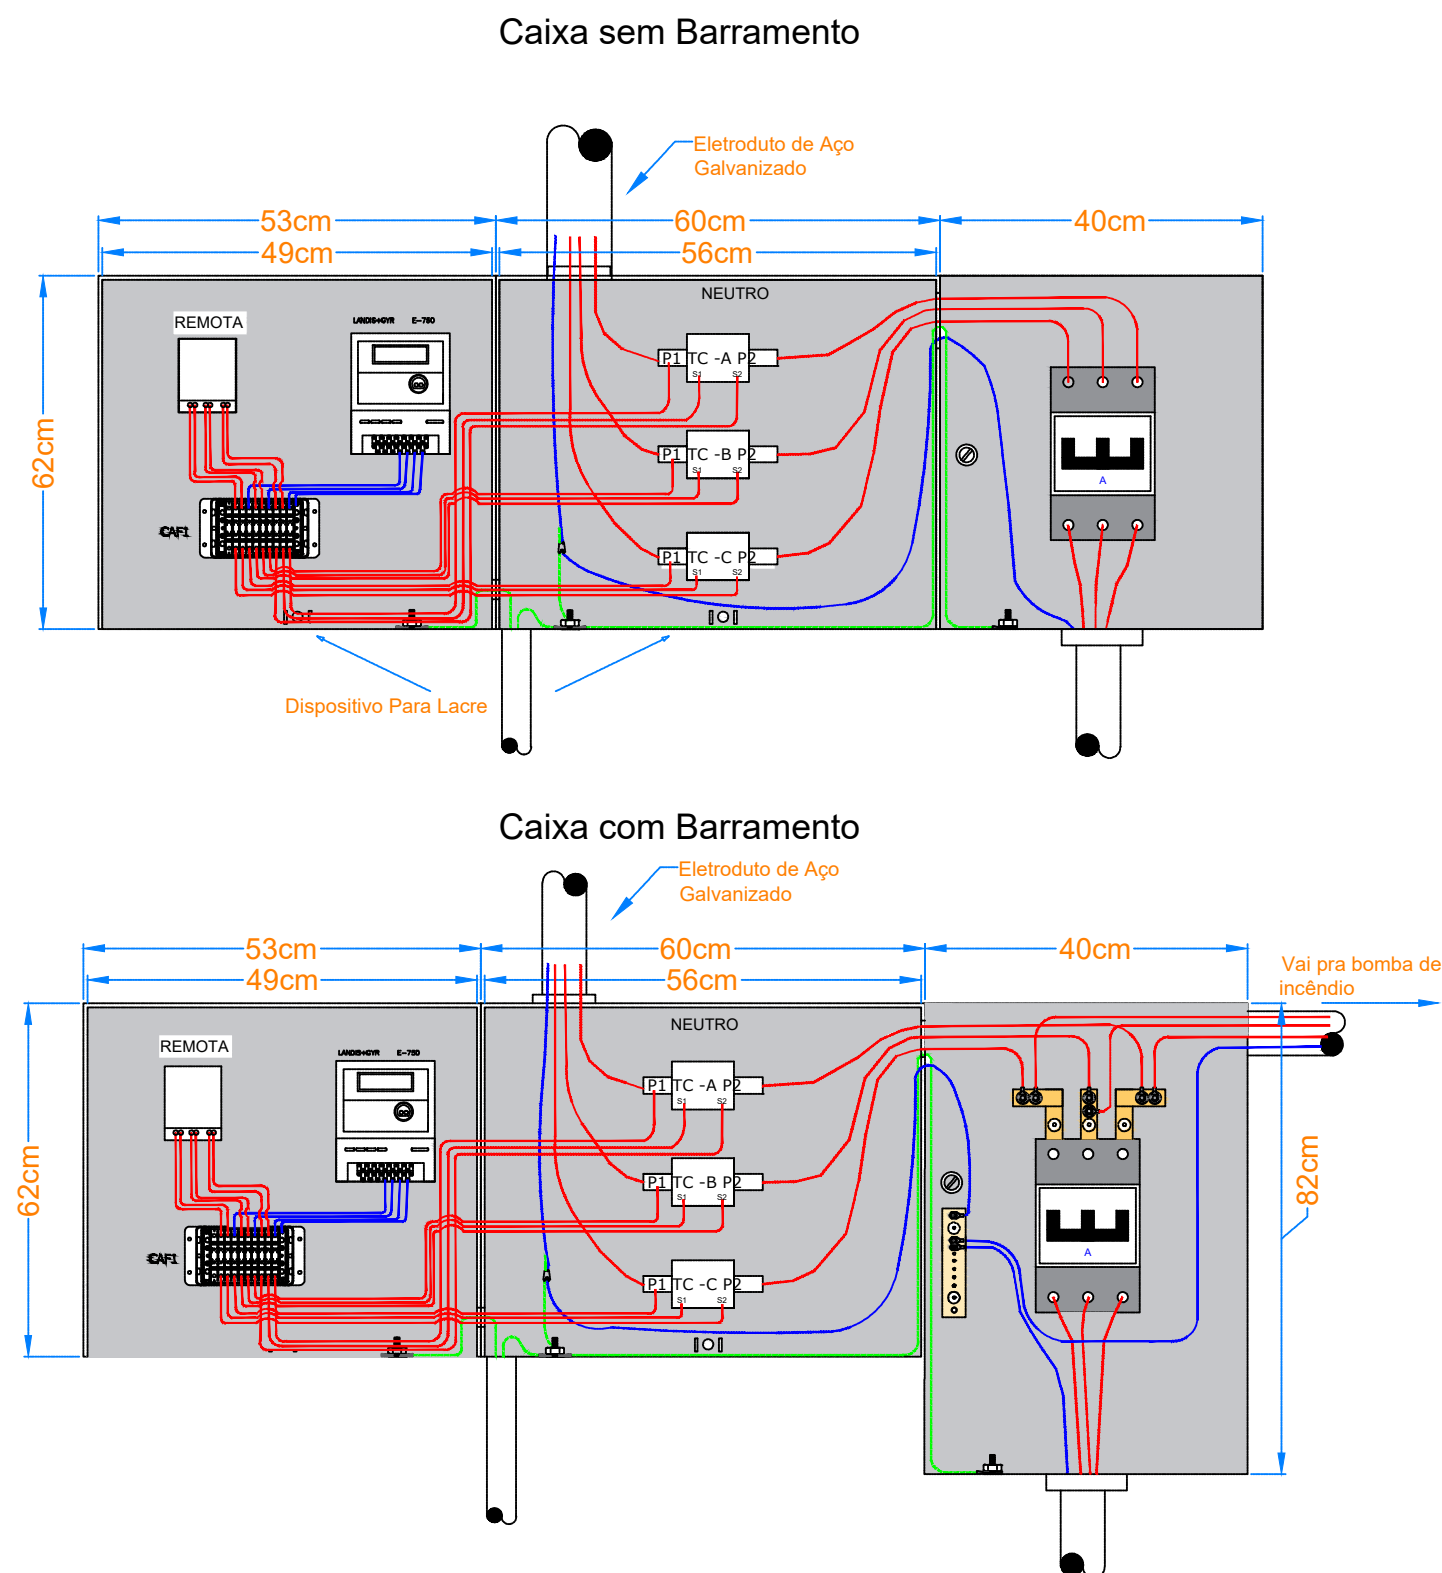 Caixa sem Barramento
Eletroduto de Aço
Galvanizado
53cm
60cm
40cm
49cm
56cm
NEUTRO
REMOTA
LANDIS+GYR E-750
62cm
P1 TC -A P2
S1 S2
P1 TC -B P2
S1 S2
A
CAF1
P1 TC -C P2
S1 S2
Dispositivo Para Lacre
Caixa com Barramento
Eletroduto de Aço
Galvanizado
53cm
60cm
40cm
49cm
56cm
Vai pra bomba de
incêndio
NEUTRO
REMOTA
LANDIS+GYR E-750
62cm
82cm
P1 TC -A P2
S1 S2
P1 TC -B P2
S1 S2
A
CAF1
P1 TC -C P2
S1 S2